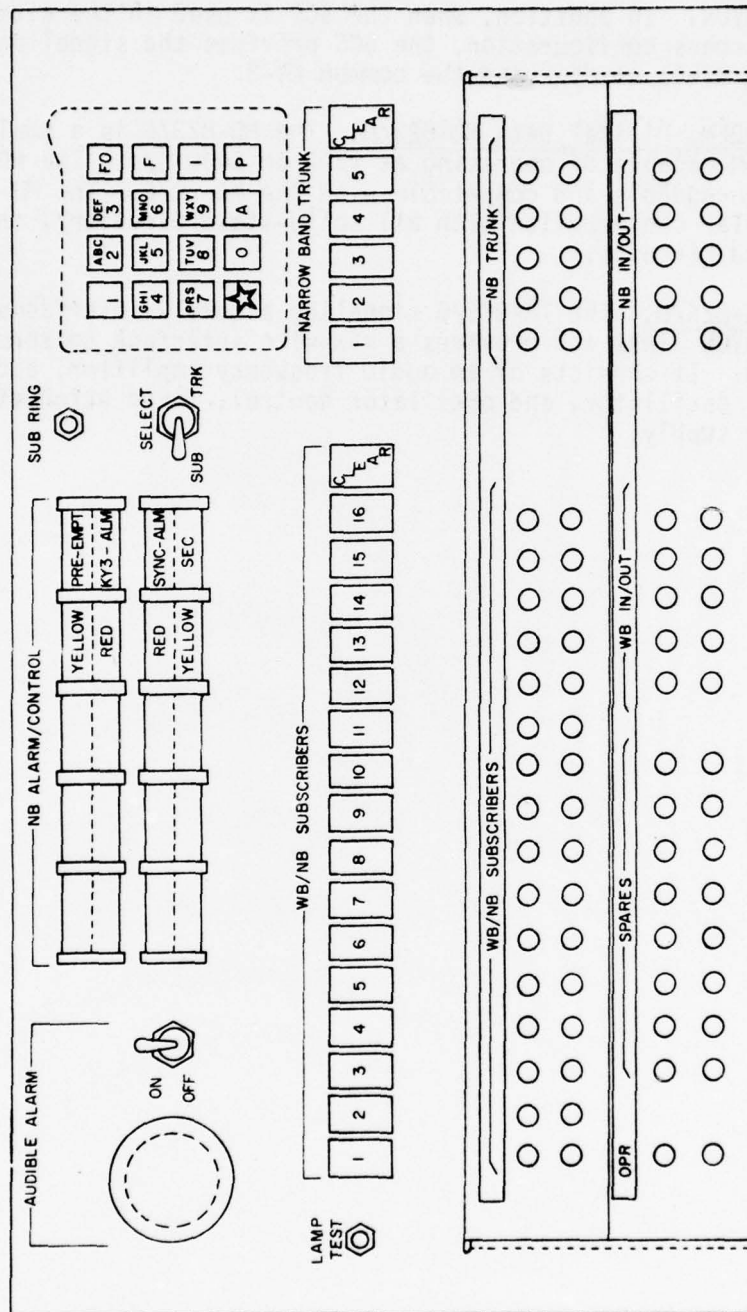 AUDIBLE ALARM
ON
OFF
NB ALARM/CONTROL
YELLOW
RED
PRE-EMPT
KY3-ALM
RED
YELLOW
SYNC-ALM
SEC
SUB RING
SELECT
SUB
TRK
ABC 2
DEF 3
FO
GHI 4
JKL 5
MNO 6
F
PRS 7
TUV 8
WXY 9
O
A
P
LAMP TEST
WB/NB SUBSCRIBERS
1 2 3 4 5 6 7 8 9 10 11 12 13 14 15 16 CLEAR
NARROW BAND TRUNK
1 2 3 4 5 CLEAR
WB/NB SUBSCRIBERS
NB TRUNK
OPR
SPARES
WB IN/OUT
NB IN/OUT